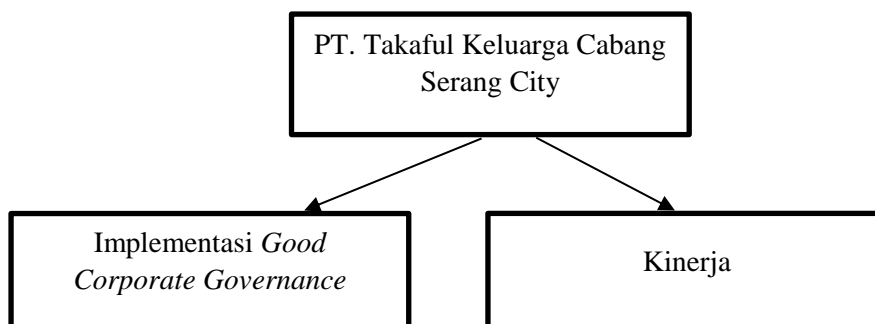 PT. Takaful Keluarga Cabang
Serang City
Implementasi Good
Corporate Governance
Kinerja